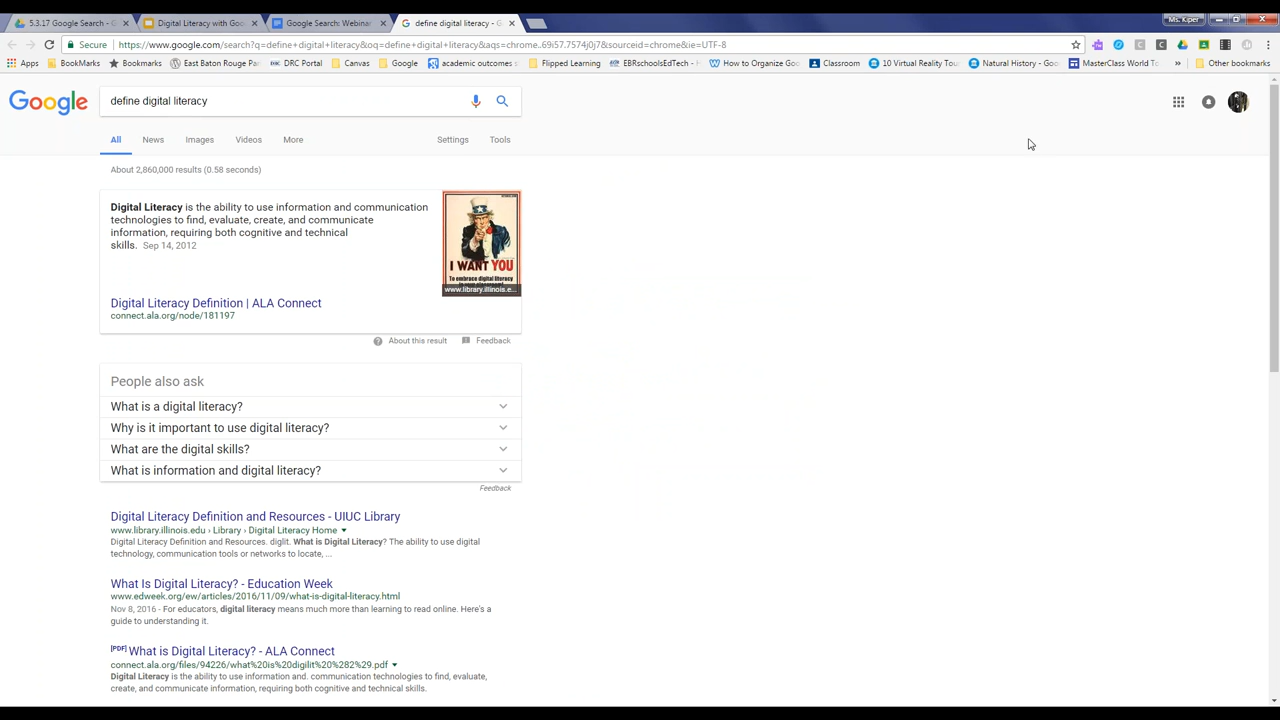 5.3.17 Google Search - G
Digital Literacy with Goo
Google Search: Webinar
define digital literacy - G
Ms. Kiper
Secure
https://www.google.com/search?q=define+digital+literacy&oq=define+digital+literacy&aqs=chrome..69i57.7574j0j7&sourceid=chrome&ie=UTF-8
Apps
BookMarks
Bookmarks
East Baton Rouge Par
DRC Portal
Canvas
Google
academic outcomes s
Flipped Learning
EBRschoolsEdTech - H
How to Organize Goo
Classroom
10 Virtual Reality Tou
Natural History - Goo
MasterClass World To
»
Other bookmarks
Google
define digital literacy
All
News
Images
Videos
More
Settings
Tools
About 2,860,000 results (0.58 seconds)
Digital Literacy is the ability to use information and communication
technologies to find, evaluate, create, and communicate
information, requiring both cognitive and technical
skills. Sep 14, 2012
I WANT YOU
To embrace digital literacy
www.library.illinois.e...
Digital Literacy Definition | ALA Connect
connect.ala.org/node/181197
About this result
Feedback
People also ask
What is a digital literacy?
Why is it important to use digital literacy?
What are the digital skills?
What is information and digital literacy?
Feedback
Digital Literacy Definition and Resources - UIUC Library
www.library.illinois.edu › Library › Digital Literacy Home
Digital Literacy Definition and Resources. diglit. What is Digital Literacy? The ability to use digital
technology, communication tools or networks to locate, ...
What Is Digital Literacy? - Education Week
www.edweek.org/ew/articles/2016/11/09/what-is-digital-literacy.html
Nov 8, 2016 - For educators, digital literacy means much more than learning to read online. Here's a
guide to understanding it.
[PDF] What is Digital Literacy? - ALA Connect
connect.ala.org/files/94226/what%20is%20digilit%20%282%29.pdf
Digital Literacy is the ability to use information and. communication technologies to find, evaluate,
create, and communicate information, requiring both cognitive and technical skills.